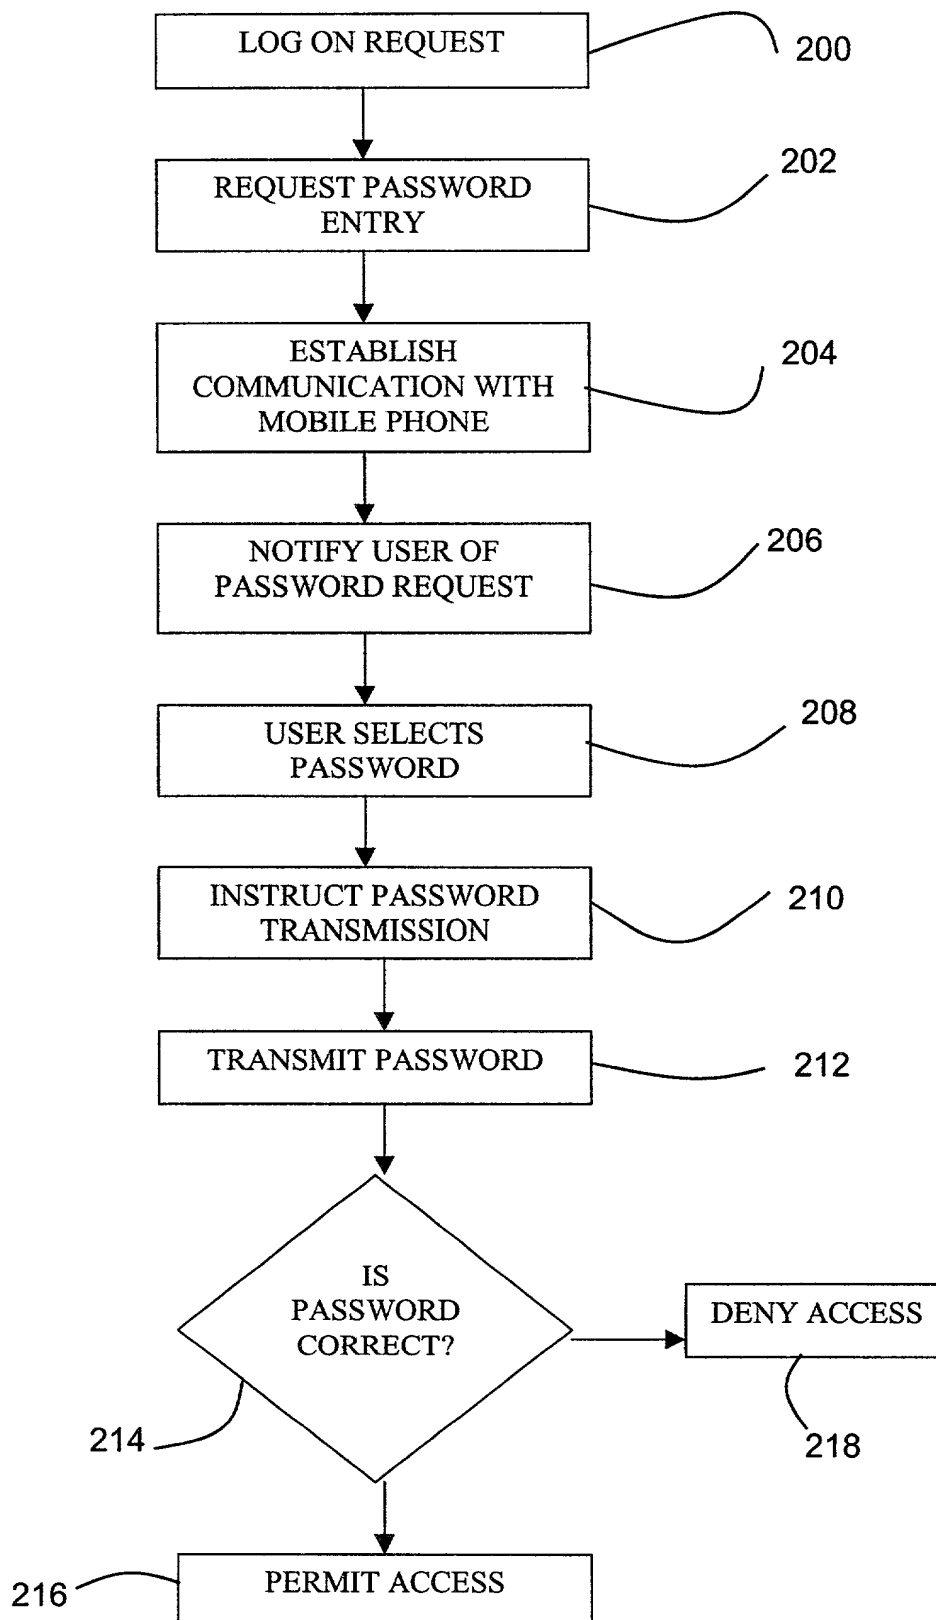 LOG ON REQUEST
200
REQUEST PASSWORD
ENTRY
202
ESTABLISH
COMMUNICATION WITH
MOBILE PHONE
204
NOTIFY USER OF
PASSWORD REQUEST
206
USER SELECTS
PASSWORD
208
INSTRUCT PASSWORD
TRANSMISSION
210
TRANSMIT PASSWORD
212
IS
PASSWORD
CORRECT?
214
DENY ACCESS
218
PERMIT ACCESS
216